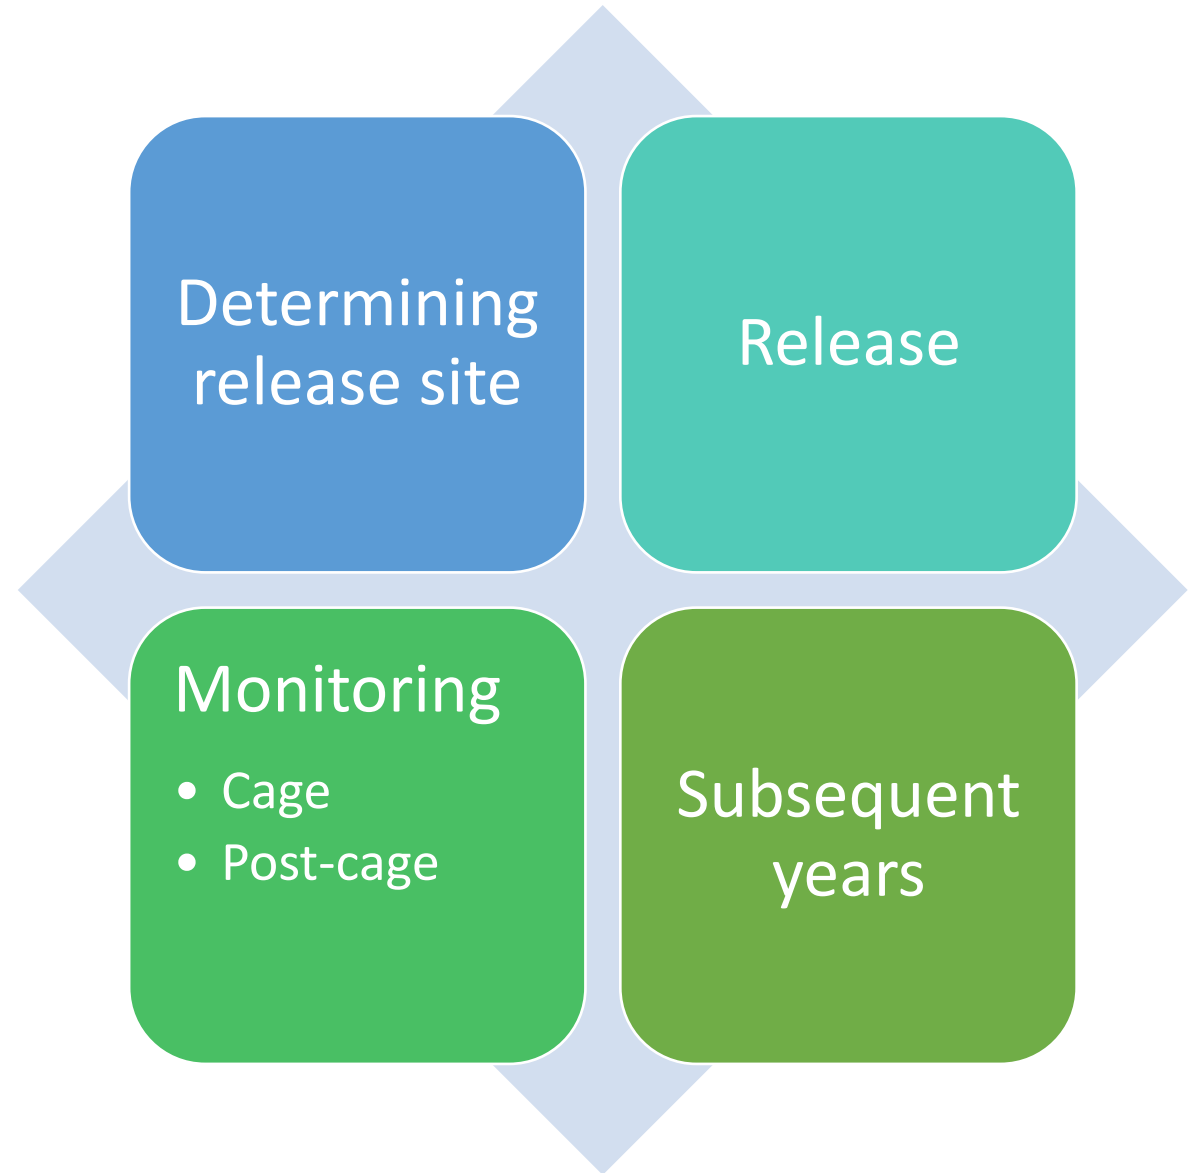 Determining
release site
Release
Monitoring
• Cage
• Post-cage
Subsequent
years